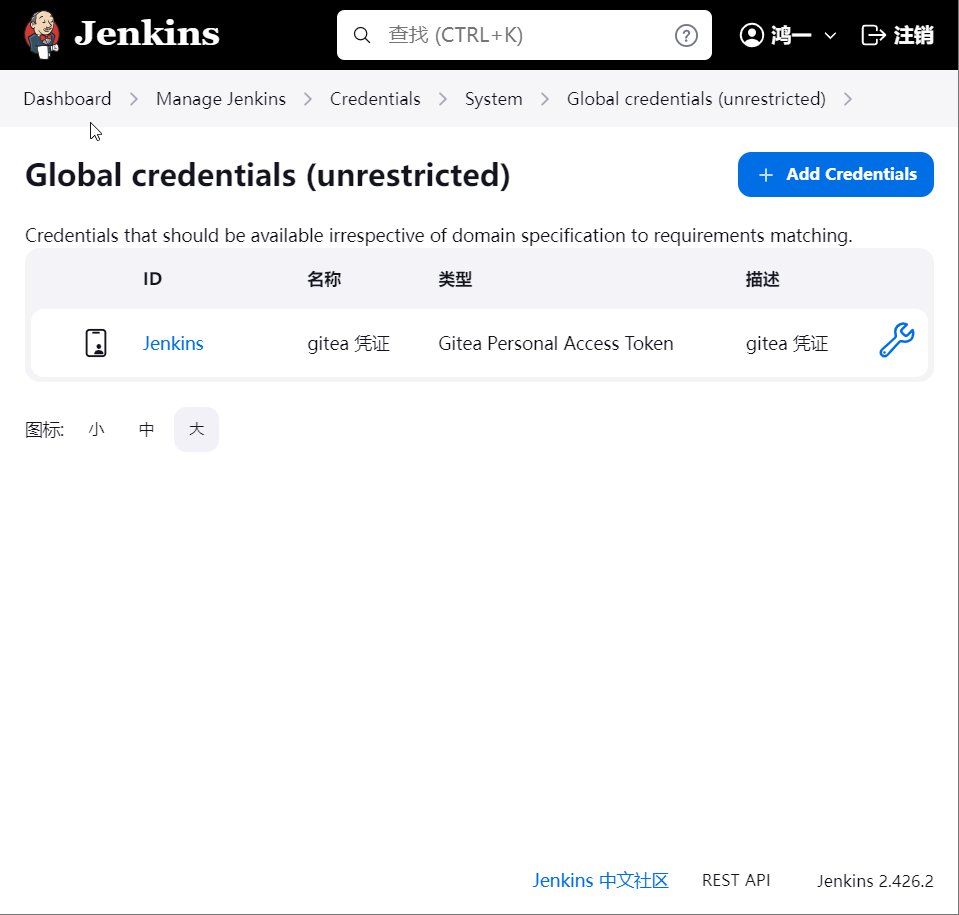 Jenkins 查找 (CTRL+K) ? 鸿一 注销
Dashboard Manage Jenkins Credentials System Global credentials (unrestricted)
Global credentials (unrestricted) + Add Credentials
Credentials that should be available irrespective of domain specification to requirements matching.
ID 名称 类型 描述
Jenkins gitea 凭证 Gitea Personal Access Token gitea 凭证
图标: 小 中 大
Jenkins 中文社区 REST API Jenkins 2.426.2